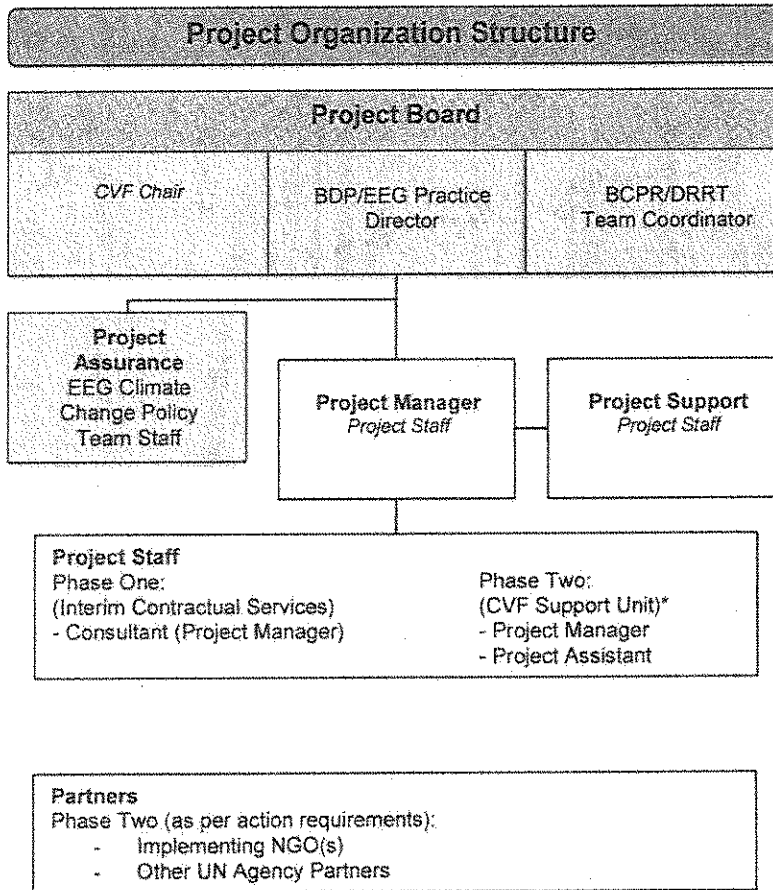 Project Organization Structure
Project Board
CVF Chair
BDP/EEG Practice
Director
BCPR/DRRT
Team Coordinator
Project
Assurance
EEG Climate
Change Policy
Team Staff
Project Manager
Project Staff
Project Support
Project Staff
Project Staff
Phase One:
(Interim Contractual Services)
- Consultant (Project Manager)
Phase Two:
(CVF Support Unit)*
- Project Manager
- Project Assistant
Partners
Phase Two (as per action requirements):
- Implementing NGO(s)
- Other UN Agency Partners